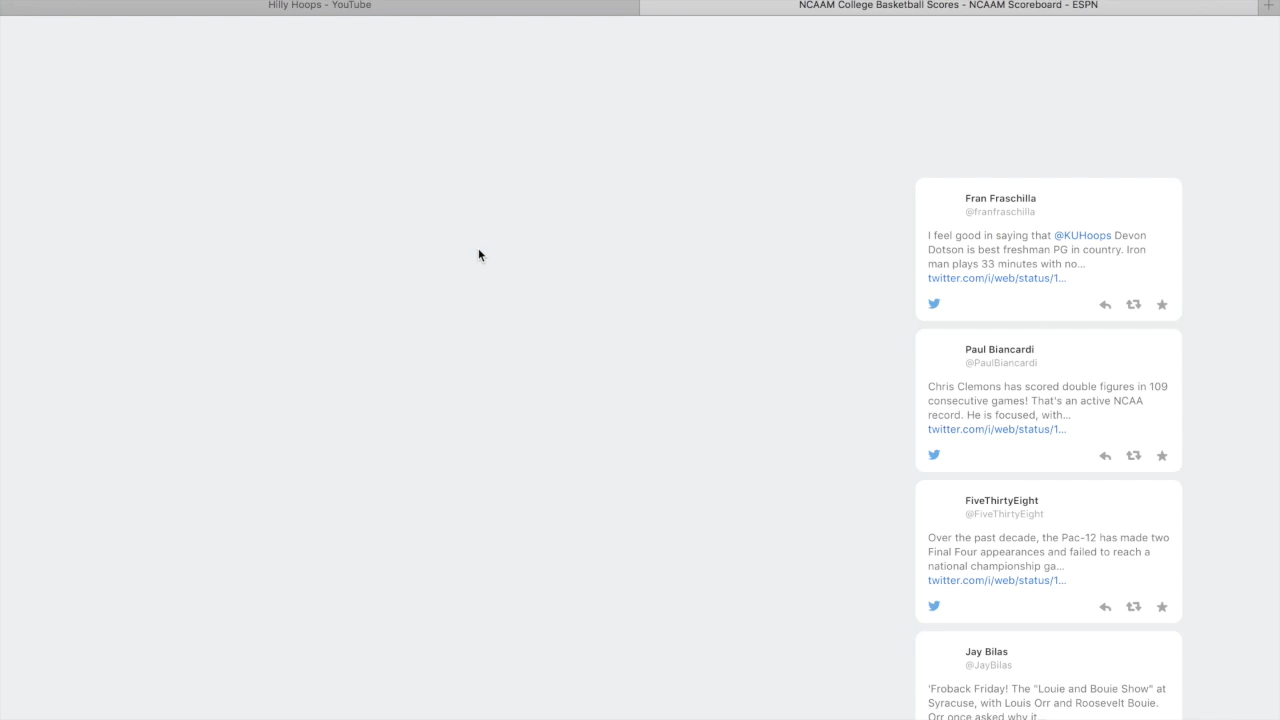 Hilly Hoops - YouTube
NCAAM College Basketball Scores - NCAAM Scoreboard - ESPN
Fran Fraschilla
@franfraschilla
I feel good in saying that @KUHoops Devon
Dotson is best freshman PG in country. Iron
man plays 33 minutes with no...
twitter.com/i/web/status/1...
Paul Biancardi
@PaulBiancardi
Chris Clemons has scored double figures in 109
consecutive games! That's an active NCAA
record. He is focused, with...
twitter.com/i/web/status/1...
FiveThirtyEight
@FiveThirtyEight
Over the past decade, the Pac-12 has made two
Final Four appearances and failed to reach a
national championship ga...
twitter.com/i/web/status/1...
Jay Bilas
@JayBilas
'Froback Friday! The "Louie and Bouie Show" at
Syracuse, with Louis Orr and Roosevelt Bouie.
Orr once asked why it...